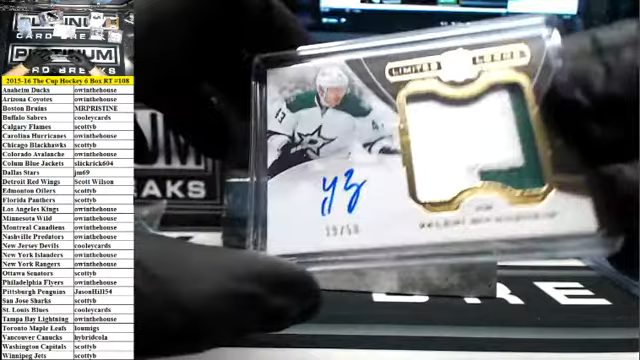 PLATINUM
CARD BREAKS
PLATINUM
CARD BREAKS
2015-16 The Cup Hockey 6 Box RT #108
Anaheim Ducks owinthehouse
Arizona Coyotes owinthehouse
Boston Bruins MRPRISTINE
Buffalo Sabres cooleycards
Calgary Flames scottyb
Carolina Hurricanes owinthehouse
Chicago Blackhawks scottyb
Colorado Avalanche owinthehouse
Colum Blue Jackets slickrick604
Dallas Stars jm69
Detroit Red Wings Scott Wilson
Edmonton Oilers scottyb
Florida Panthers scottyb
Los Angeles Kings owinthehouse
Minnesota Wild owinthehouse
Montreal Canadiens owinthehouse
Nashville Predators owinthehouse
New Jersey Devils cooleycards
New York Islanders owinthehouse
New York Rangers owinthehouse
Ottawa Senators scottyb
Philadelphia Flyers owinthehouse
Pittsburgh Penguins JasonHill54
San Jose Sharks scottyb
St. Louis Blues cooleycards
Tampa Bay Lightning owinthehouse
Toronto Maple Leafs loumigs
Vancouver Canucks hybridcola
Washington Capitals scottyb
Winnipeg Jets scottyb
LIMITED LOGOS
19/50